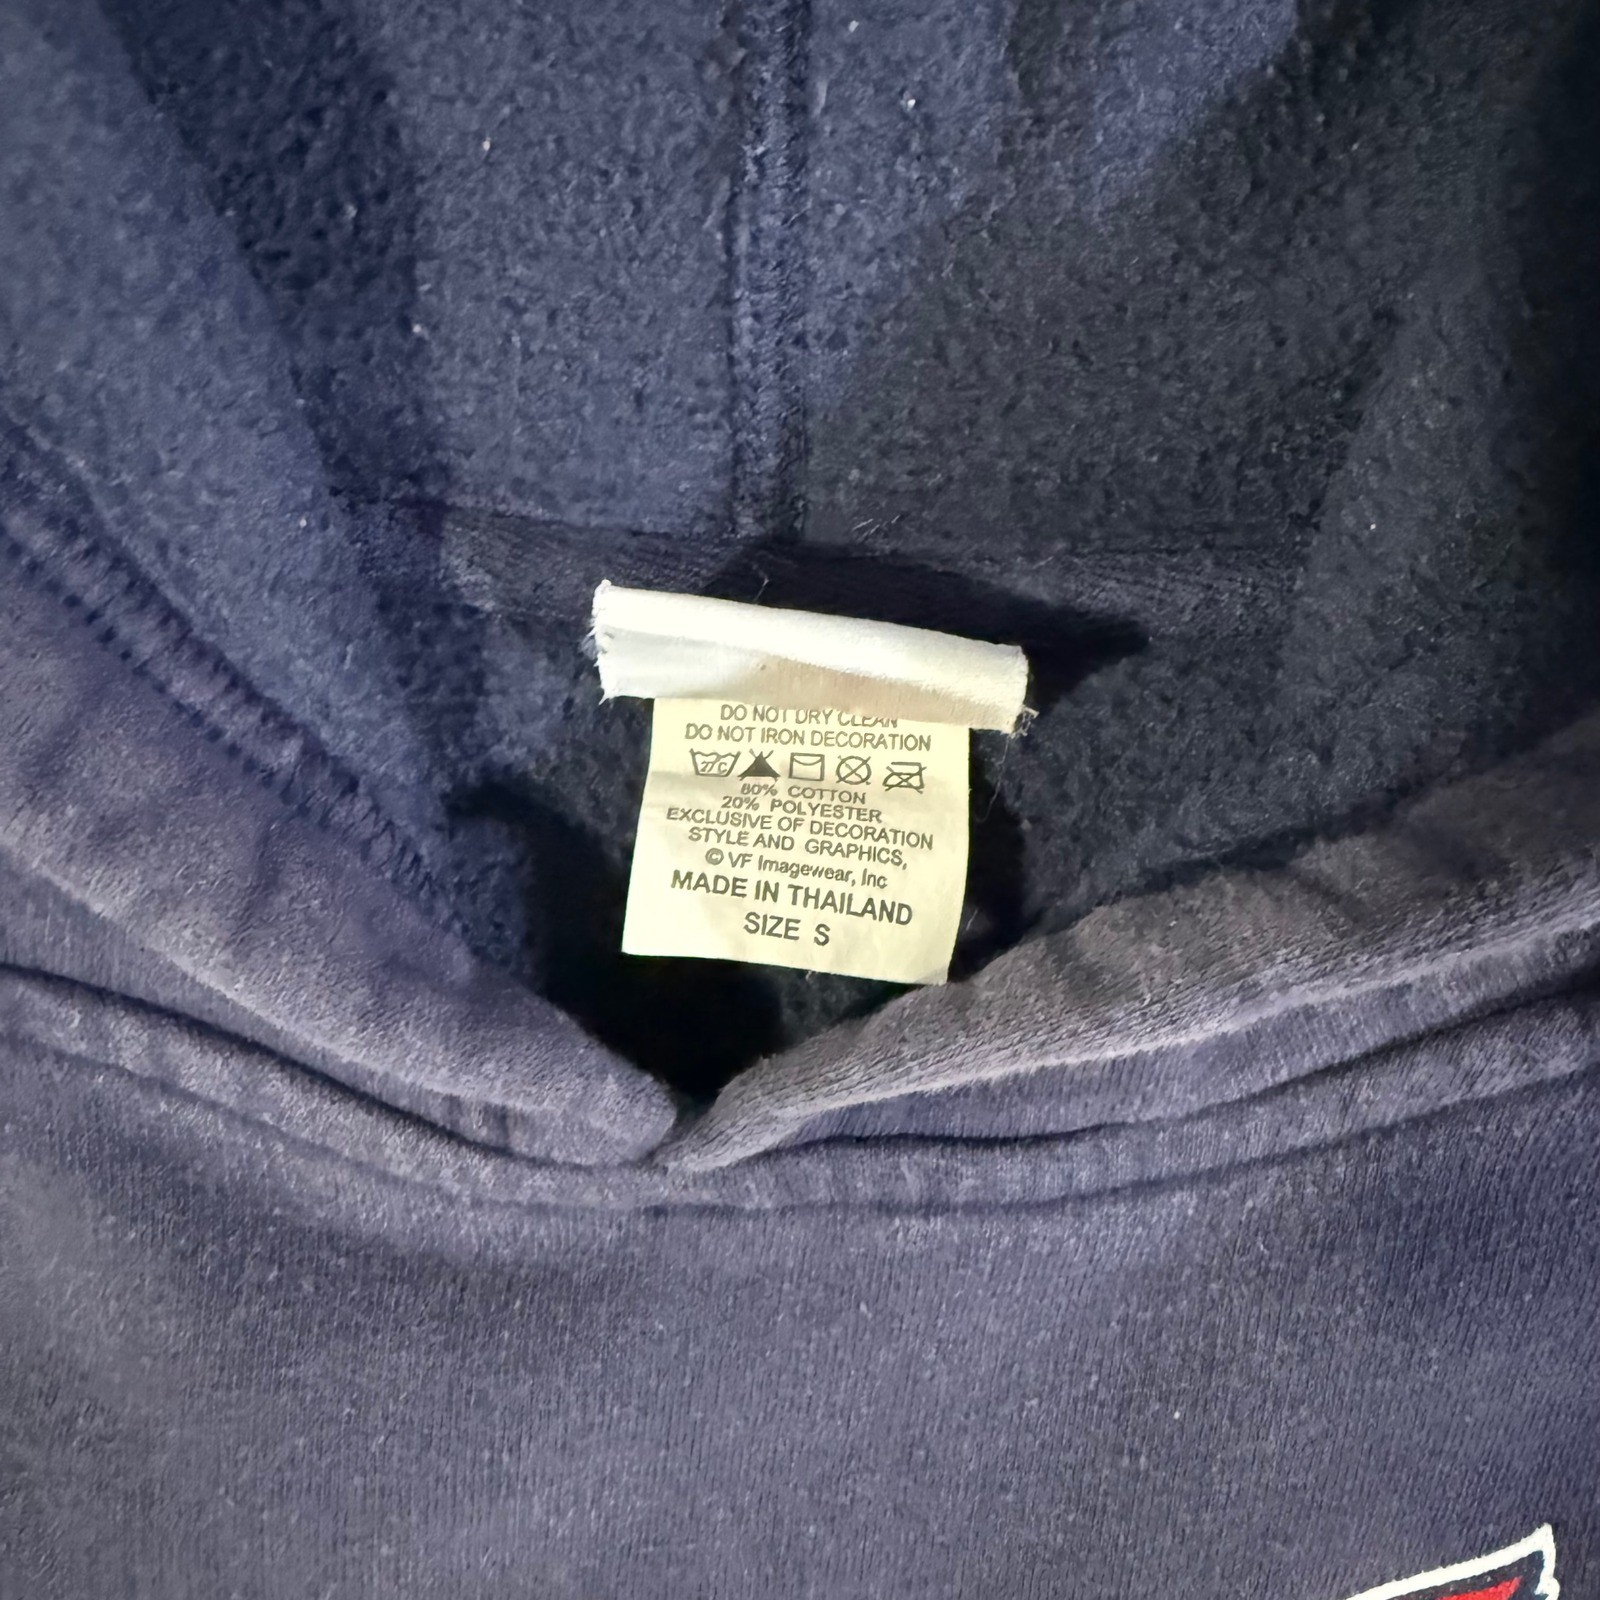 DO NOT DRY CLEAN
DO NOT IRON DECORATION
80% COTTON
20% POLYESTER
EXCLUSIVE OF DECORATION
STYLE AND GRAPHICS,
© VF Imagewear, Inc
MADE IN THAILAND
SIZE S